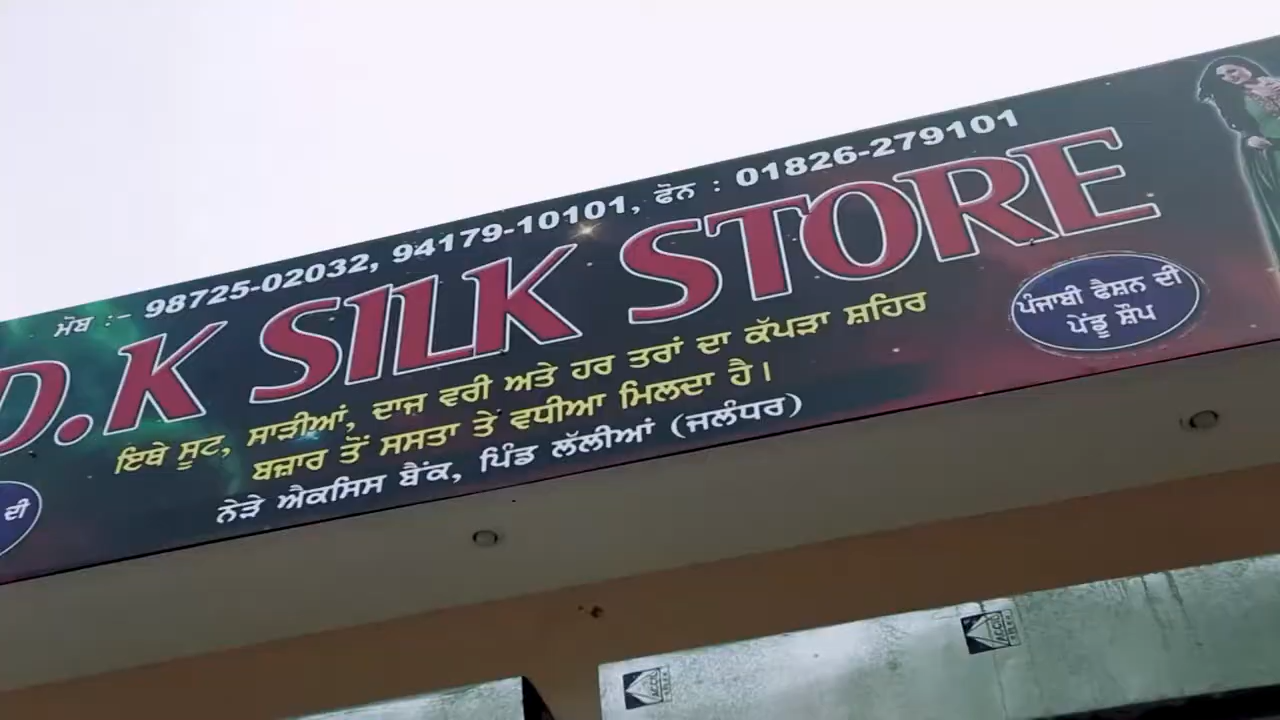 ਮੋਬ :- 98725-02032, 94179-10101, ਫੋਨ : 01826-279101
D.K SILK STORE
ਇਥੇ ਸੂਟ, ਸਾੜੀਆਂ, ਦਾਜ ਵਰੀ ਅਤੇ ਹਰ ਤਰਾਂ ਦਾ ਕੱਪੜਾ ਸ਼ਹਿਰ
ਬਜ਼ਾਰ ਤੋਂ ਸਸਤਾ ਤੇ ਵਧੀਆ ਮਿਲਦਾ ਹੈ।
ਨੇੜੇ ਐਕਸਿਸ ਬੈਂਕ, ਪਿੰਡ ਲੱਲੀਆਂ (ਜਲੰਧਰ)
ਪੰਜਾਬੀ ਫੈਸ਼ਨ ਦੀ
ਪੇਂਡੂ ਸ਼ੌਪ
ਦੀ